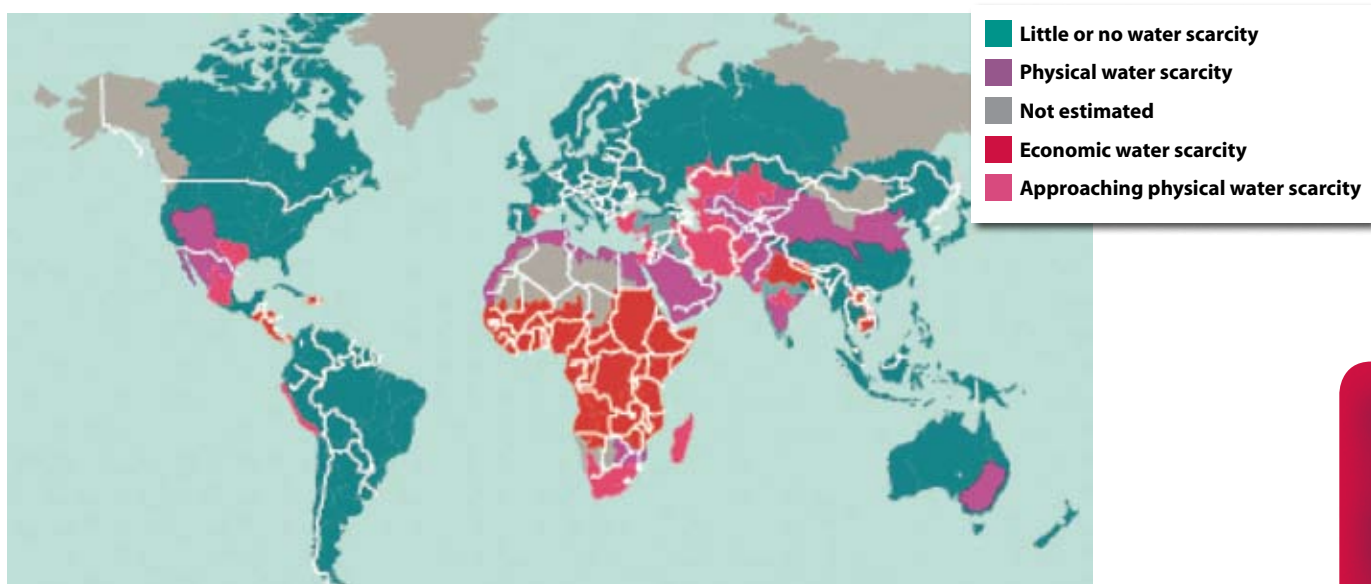 Little or no water scarcity
Physical water scarcity
Not estimated
Economic water scarcity
Approaching physical water scarcity